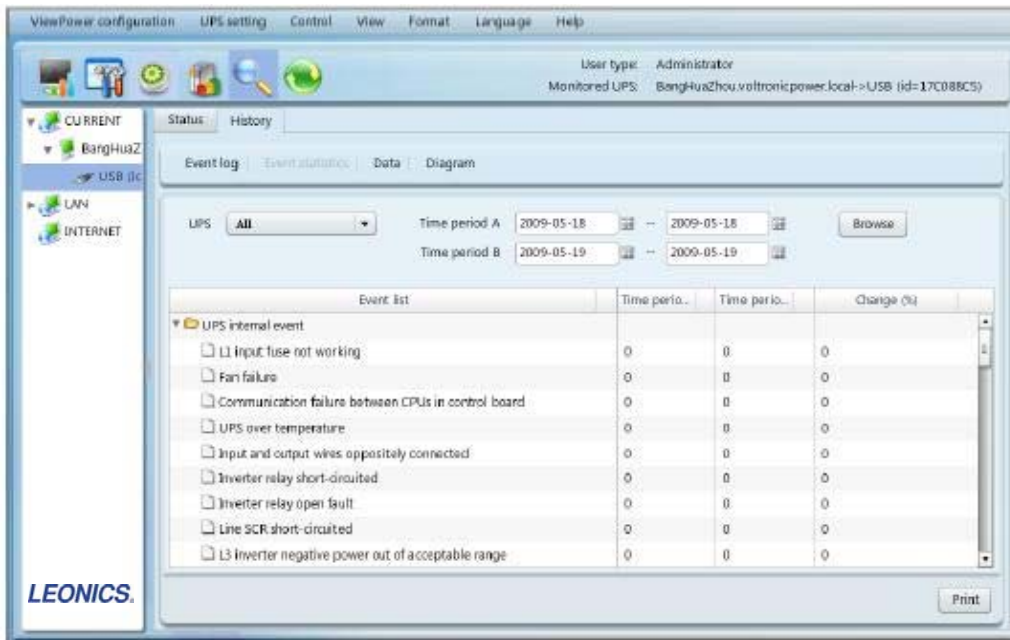 ViewPower configuration UPS setting Control View Format Language Help
User type: Administrator
Monitored UPS: BangHuaZhou.voltronicpower.local->USB (id=17C088C5)
CURRENT
BangHuaZ
USB (ic
LAN
INTERNET
Status History
Event log Event statistics Data Diagram
UPS All Time period A 2009-05-18 -- 2009-05-18 Browse
Time period B 2009-05-19 -- 2009-05-19
Event list Time perio... Time perio... Change (%)
UPS internal event
L1 input fuse not working 0 0 0
Fan failure 0 0 0
Communication failure between CPUs in control board 0 0 0
UPS over temperature 0 0 0
Input and output wires oppositely connected 0 0 0
Inverter relay short-circuited 0 0 0
Inverter relay open fault 0 0 0
Line SCR short-circuited 0 0 0
L3 inverter negative power out of acceptable range 0 0 0
LEONICS.
Print